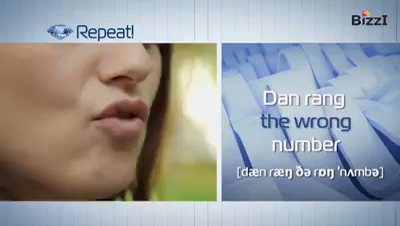 Repeat!
BizzI
Dan rang
the wrong
number
[dæn ræŋ ðə rɒŋ ˈnʌmbə]